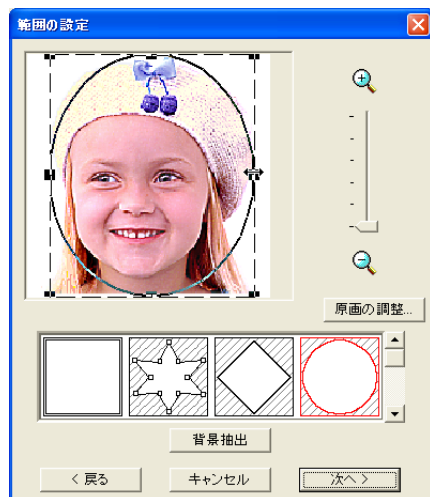 範囲の設定
原画の調整...
背景抽出
< 戻る
キャンセル
次へ >